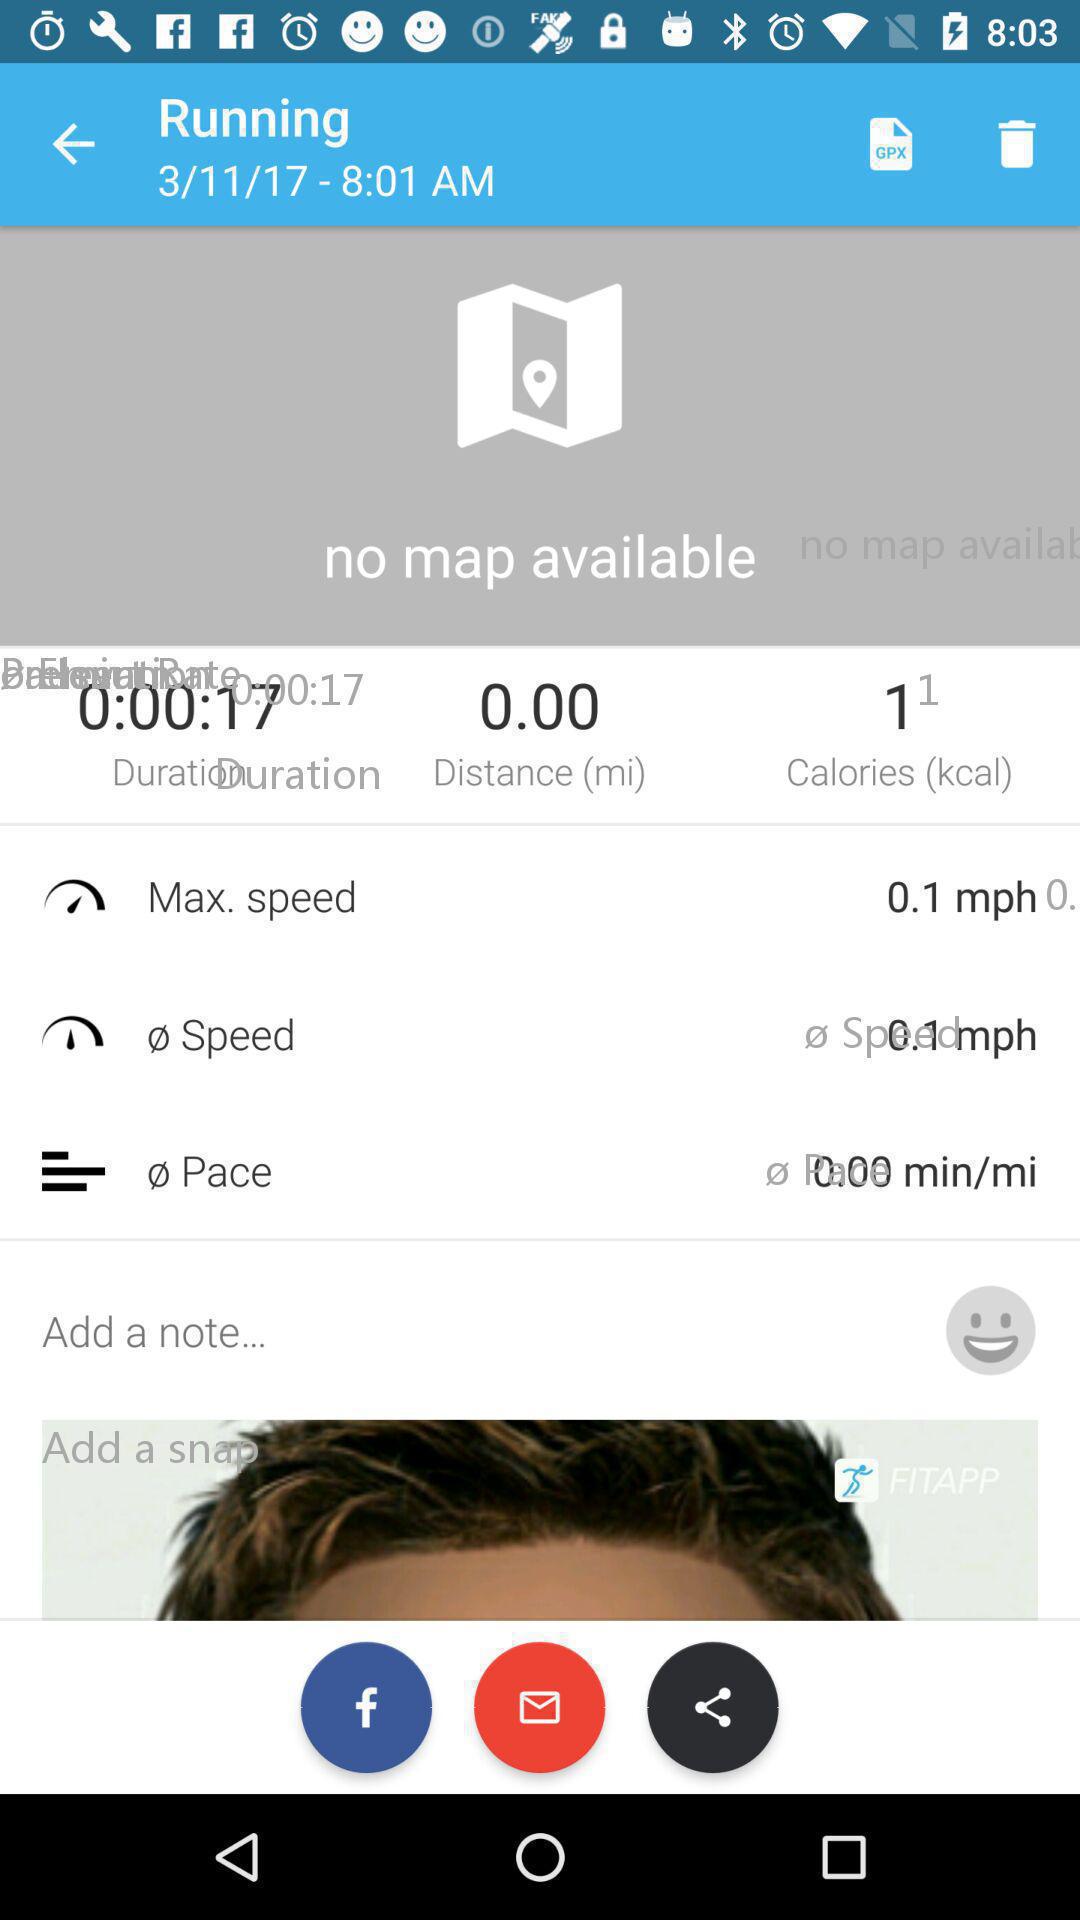 FAKE 8:03
Running
3/11/17 - 8:01 AM
GPX
no map available no map availab
0:00:17 0:00:17 0.00 1 1
Duration Duration Distance (mi) Calories (kcal)
Max. speed 0.1 mph 0.
ø Speed ø Speed 0.1 mph
ø Pace ø Pace 0.00 min/mi
Add a note...
Add a snap
FITAPP